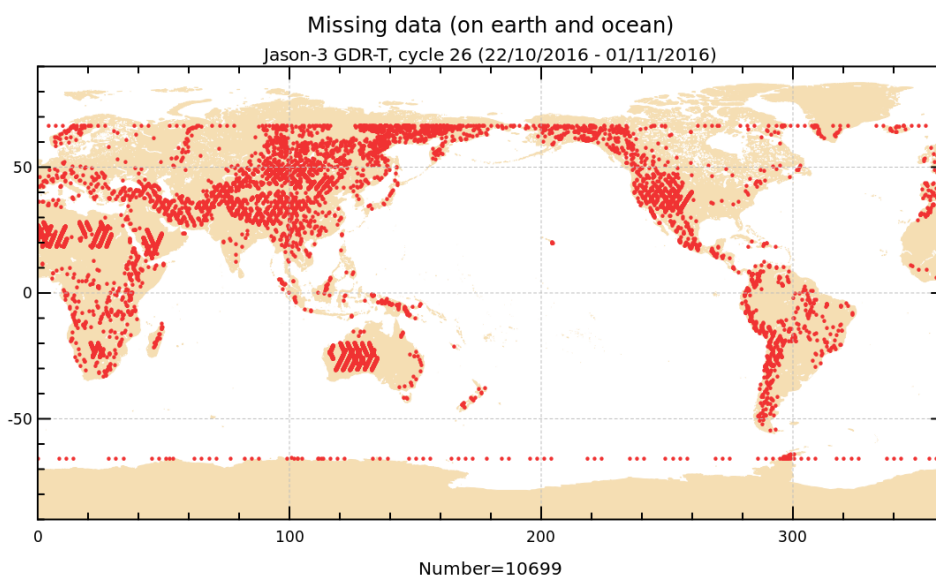 Missing data (on earth and ocean)
Jason-3 GDR-T, cycle 26 (22/10/2016 - 01/11/2016)
50
0
-50
0 100 200 300
Number=10699